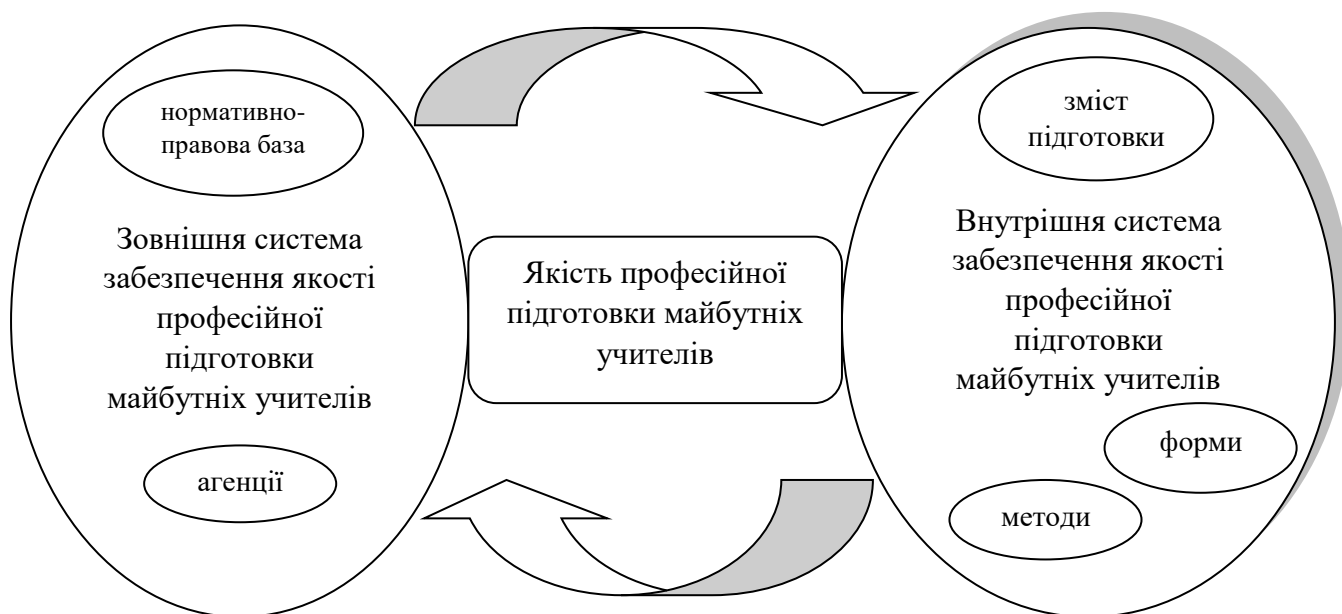 нормативно-
правова база
Зовнішня система
забезпечення якості
професійної
підготовки
майбутніх учителів
агенції
Якість професійної
підготовки майбутніх
учителів
зміст
підготовки
Внутрішня система
забезпечення якості
професійної
підготовки
майбутніх учителів
форми
методи